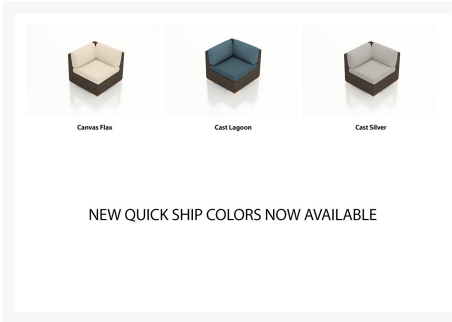 Canvas Flax
Cast Lagoon
Cast Silver
NEW QUICK SHIP COLORS NOW AVAILABLE